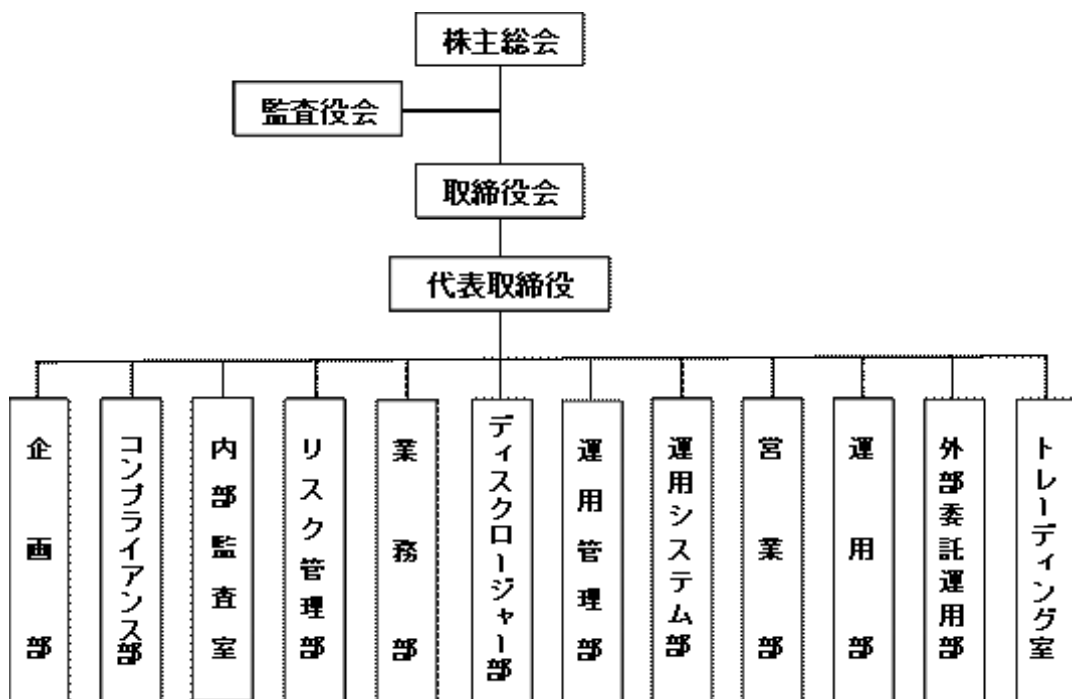 株主総会
監査役会
取締役会
代表取締役
企画部
コンプライアンス部
内部監査室
リスク管理部
業務部
ディスクロージャー部
運用管理部
運用システム部
営業部
運用部
外部委託運用部
トレーディング室